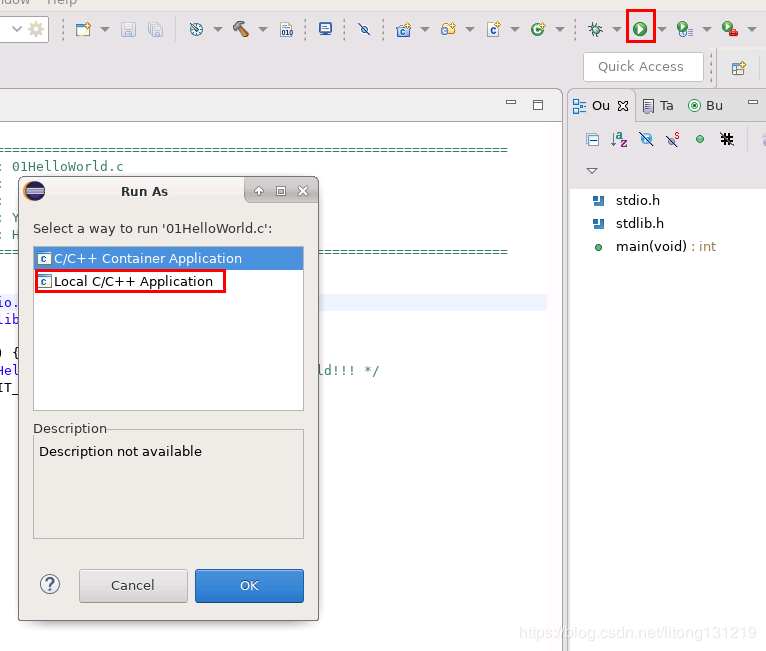 ndow Help
010
Quick Access
Ou
Ta
Bu
===============================================================
: 01HelloWorld.c
:
:
: Y
: H
===============================================================
Run As
Select a way to run '01HelloWorld.c':
C/C++ Container Application
Local C/C++ Application
Description
Description not available
Cancel
OK
io.
lib
) {
Hel
ld!!! */
IT_
stdio.h
stdlib.h
main(void) : int
https://blog.csdn.net/litong131219